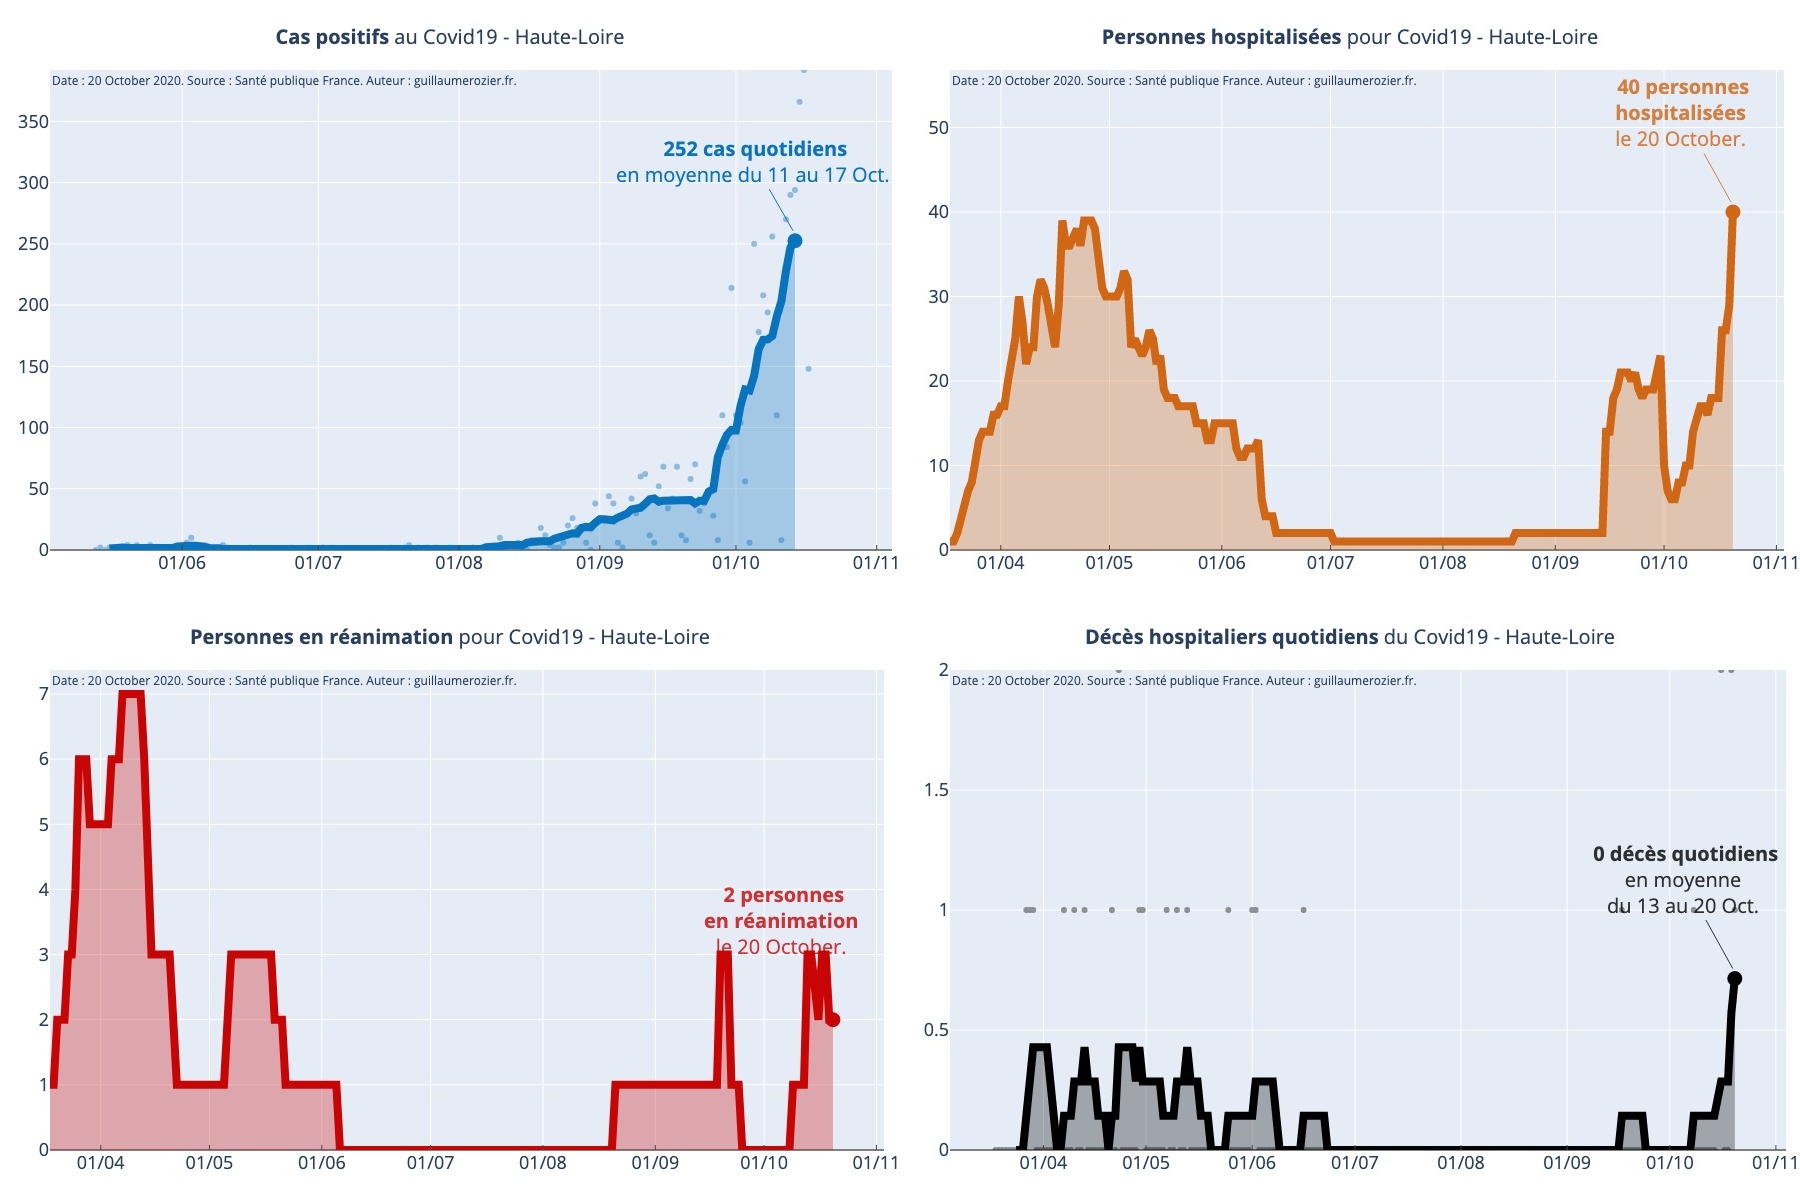 Cas positifs au Covid19 - Haute-Loire
Date : 20 October 2020. Source : Santé publique France. Auteur : guillaumerozier.fr.
252 cas quotidiens
en moyenne du 11 au 17 Oct.
350
300
250
200
150
100
50
0
01/06 01/07 01/08 01/09 01/10 01/11
Personnes hospitalisées pour Covid19 - Haute-Loire
Date : 20 October 2020. Source : Santé publique France. Auteur : guillaumerozier.fr.
40 personnes
hospitalisées
le 20 October.
50
40
30
20
10
0
01/04 01/05 01/06 01/07 01/08 01/09 01/10 01/11
Personnes en réanimation pour Covid19 - Haute-Loire
Date : 20 October 2020. Source : Santé publique France. Auteur : guillaumerozier.fr.
7
6
5
4
2 personnes
en réanimation
le 20 October.
3
2
1
0
01/04 01/05 01/06 01/07 01/08 01/09 01/10 01/11
Décès hospitaliers quotidiens du Covid19 - Haute-Loire
2
Date : 20 October 2020. Source : Santé publique France. Auteur : guillaumerozier.fr.
1.5
0 décès quotidiens
en moyenne
du 13 au 20 Oct.
1
0.5
0
01/04 01/05 01/06 01/07 01/08 01/09 01/10 01/11